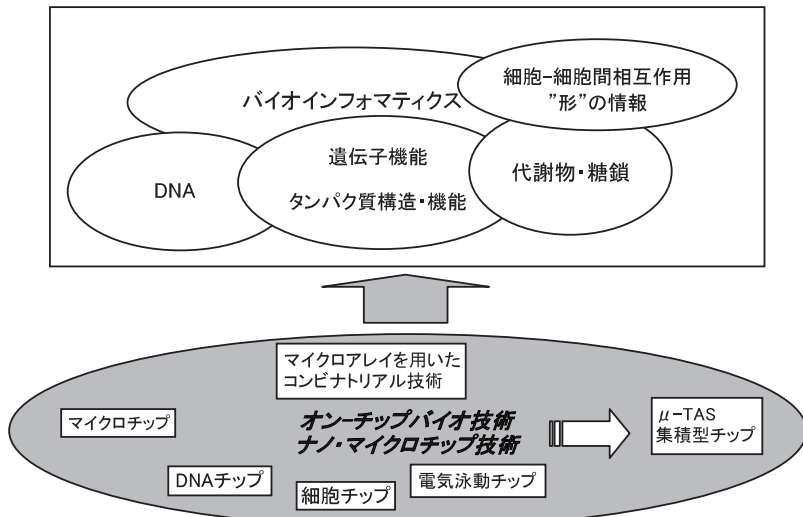 細胞-細胞間相互作用
”形”の情報
バイオインフォマティクス
遺伝子機能
代謝物・糖鎖
DNA
タンパク質構造・機能
マイクロアレイを用いた
コンビナトリアル技術
マイクロチップ
オン-チップバイオ技術
ナノ・マイクロチップ技術
μ-TAS
集積型チップ
DNAチップ
細胞チップ
電気泳動チップ